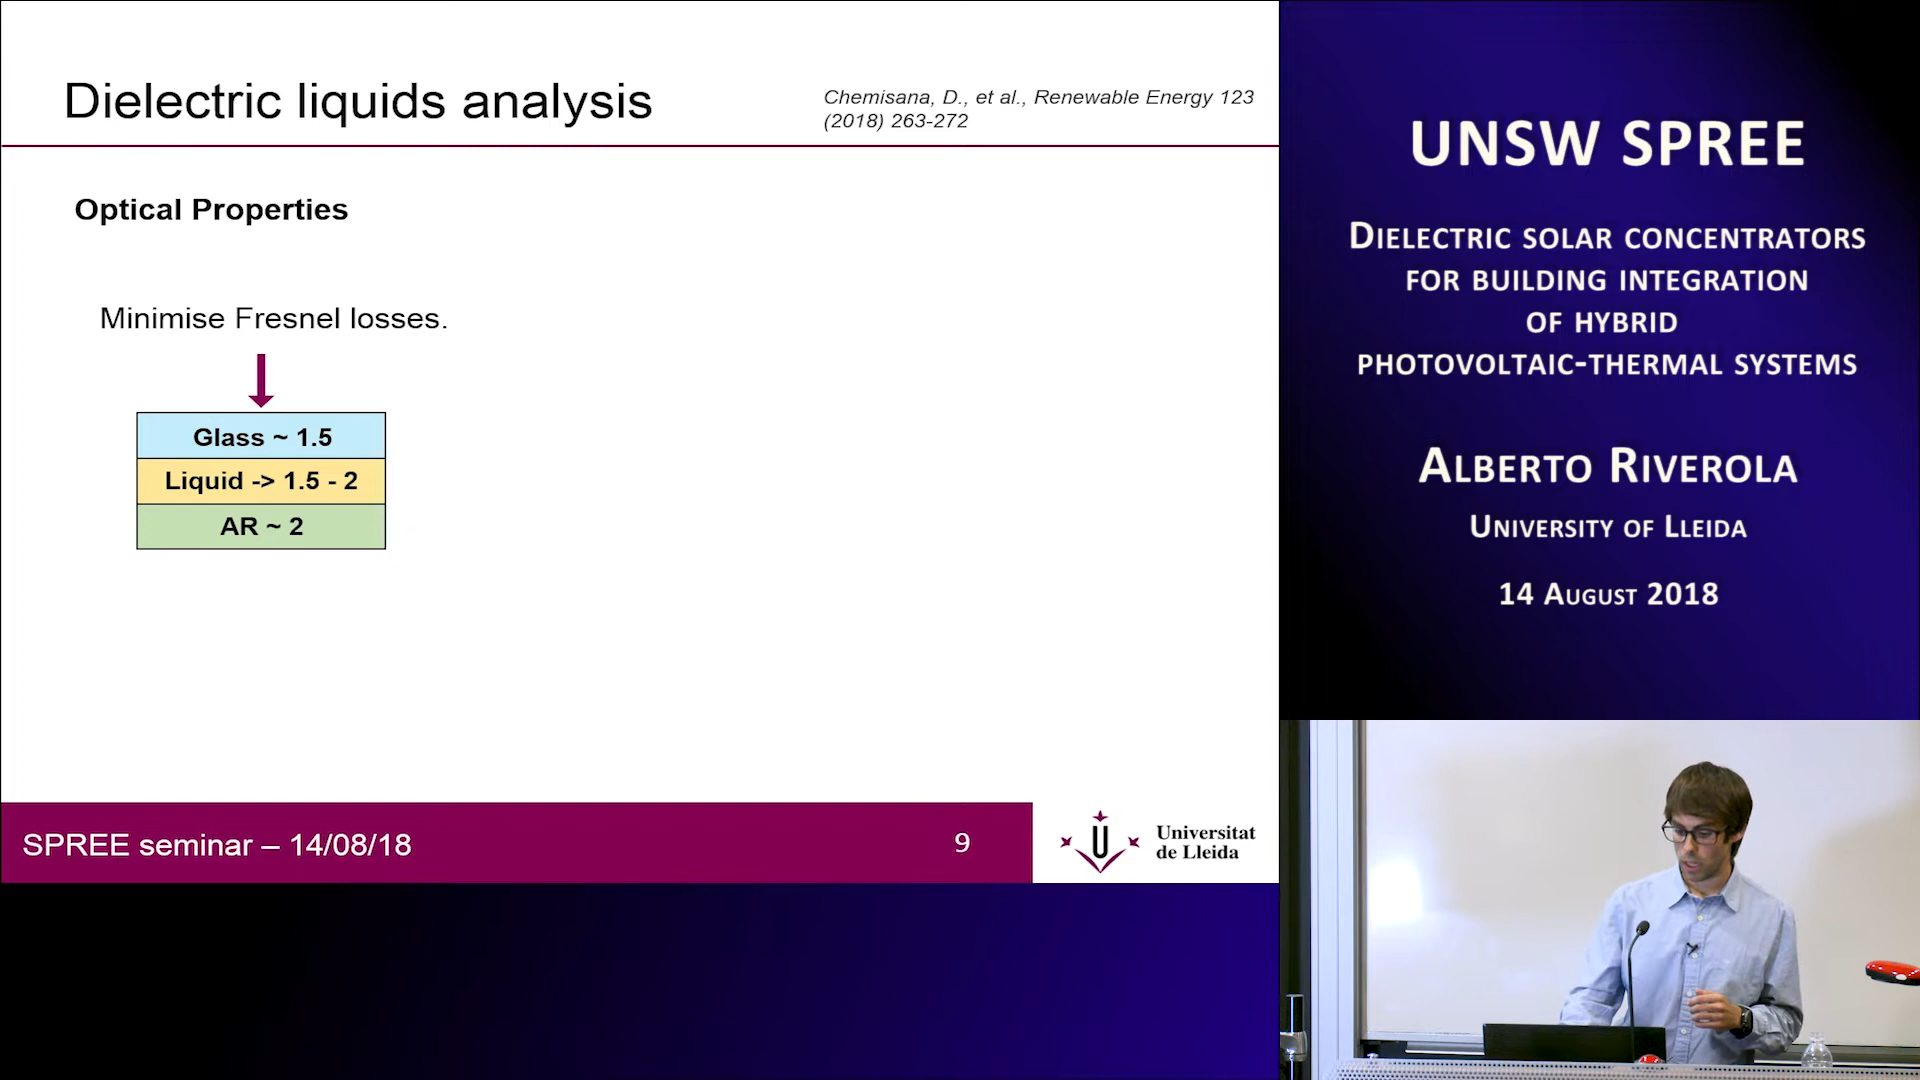 Dielectric liquids analysis
Chemisana, D., et al., Renewable Energy 123
(2018) 263-272
Optical Properties
Minimise Fresnel losses.
Glass ~ 1.5
Liquid -> 1.5 - 2
AR ~ 2
SPREE seminar – 14/08/18
9
Universitat
de Lleida
UNSW SPREE
Dielectric solar concentrators
for building integration
of hybrid
photovoltaic-thermal systems
Alberto Riverola
University of Lleida
14 August 2018